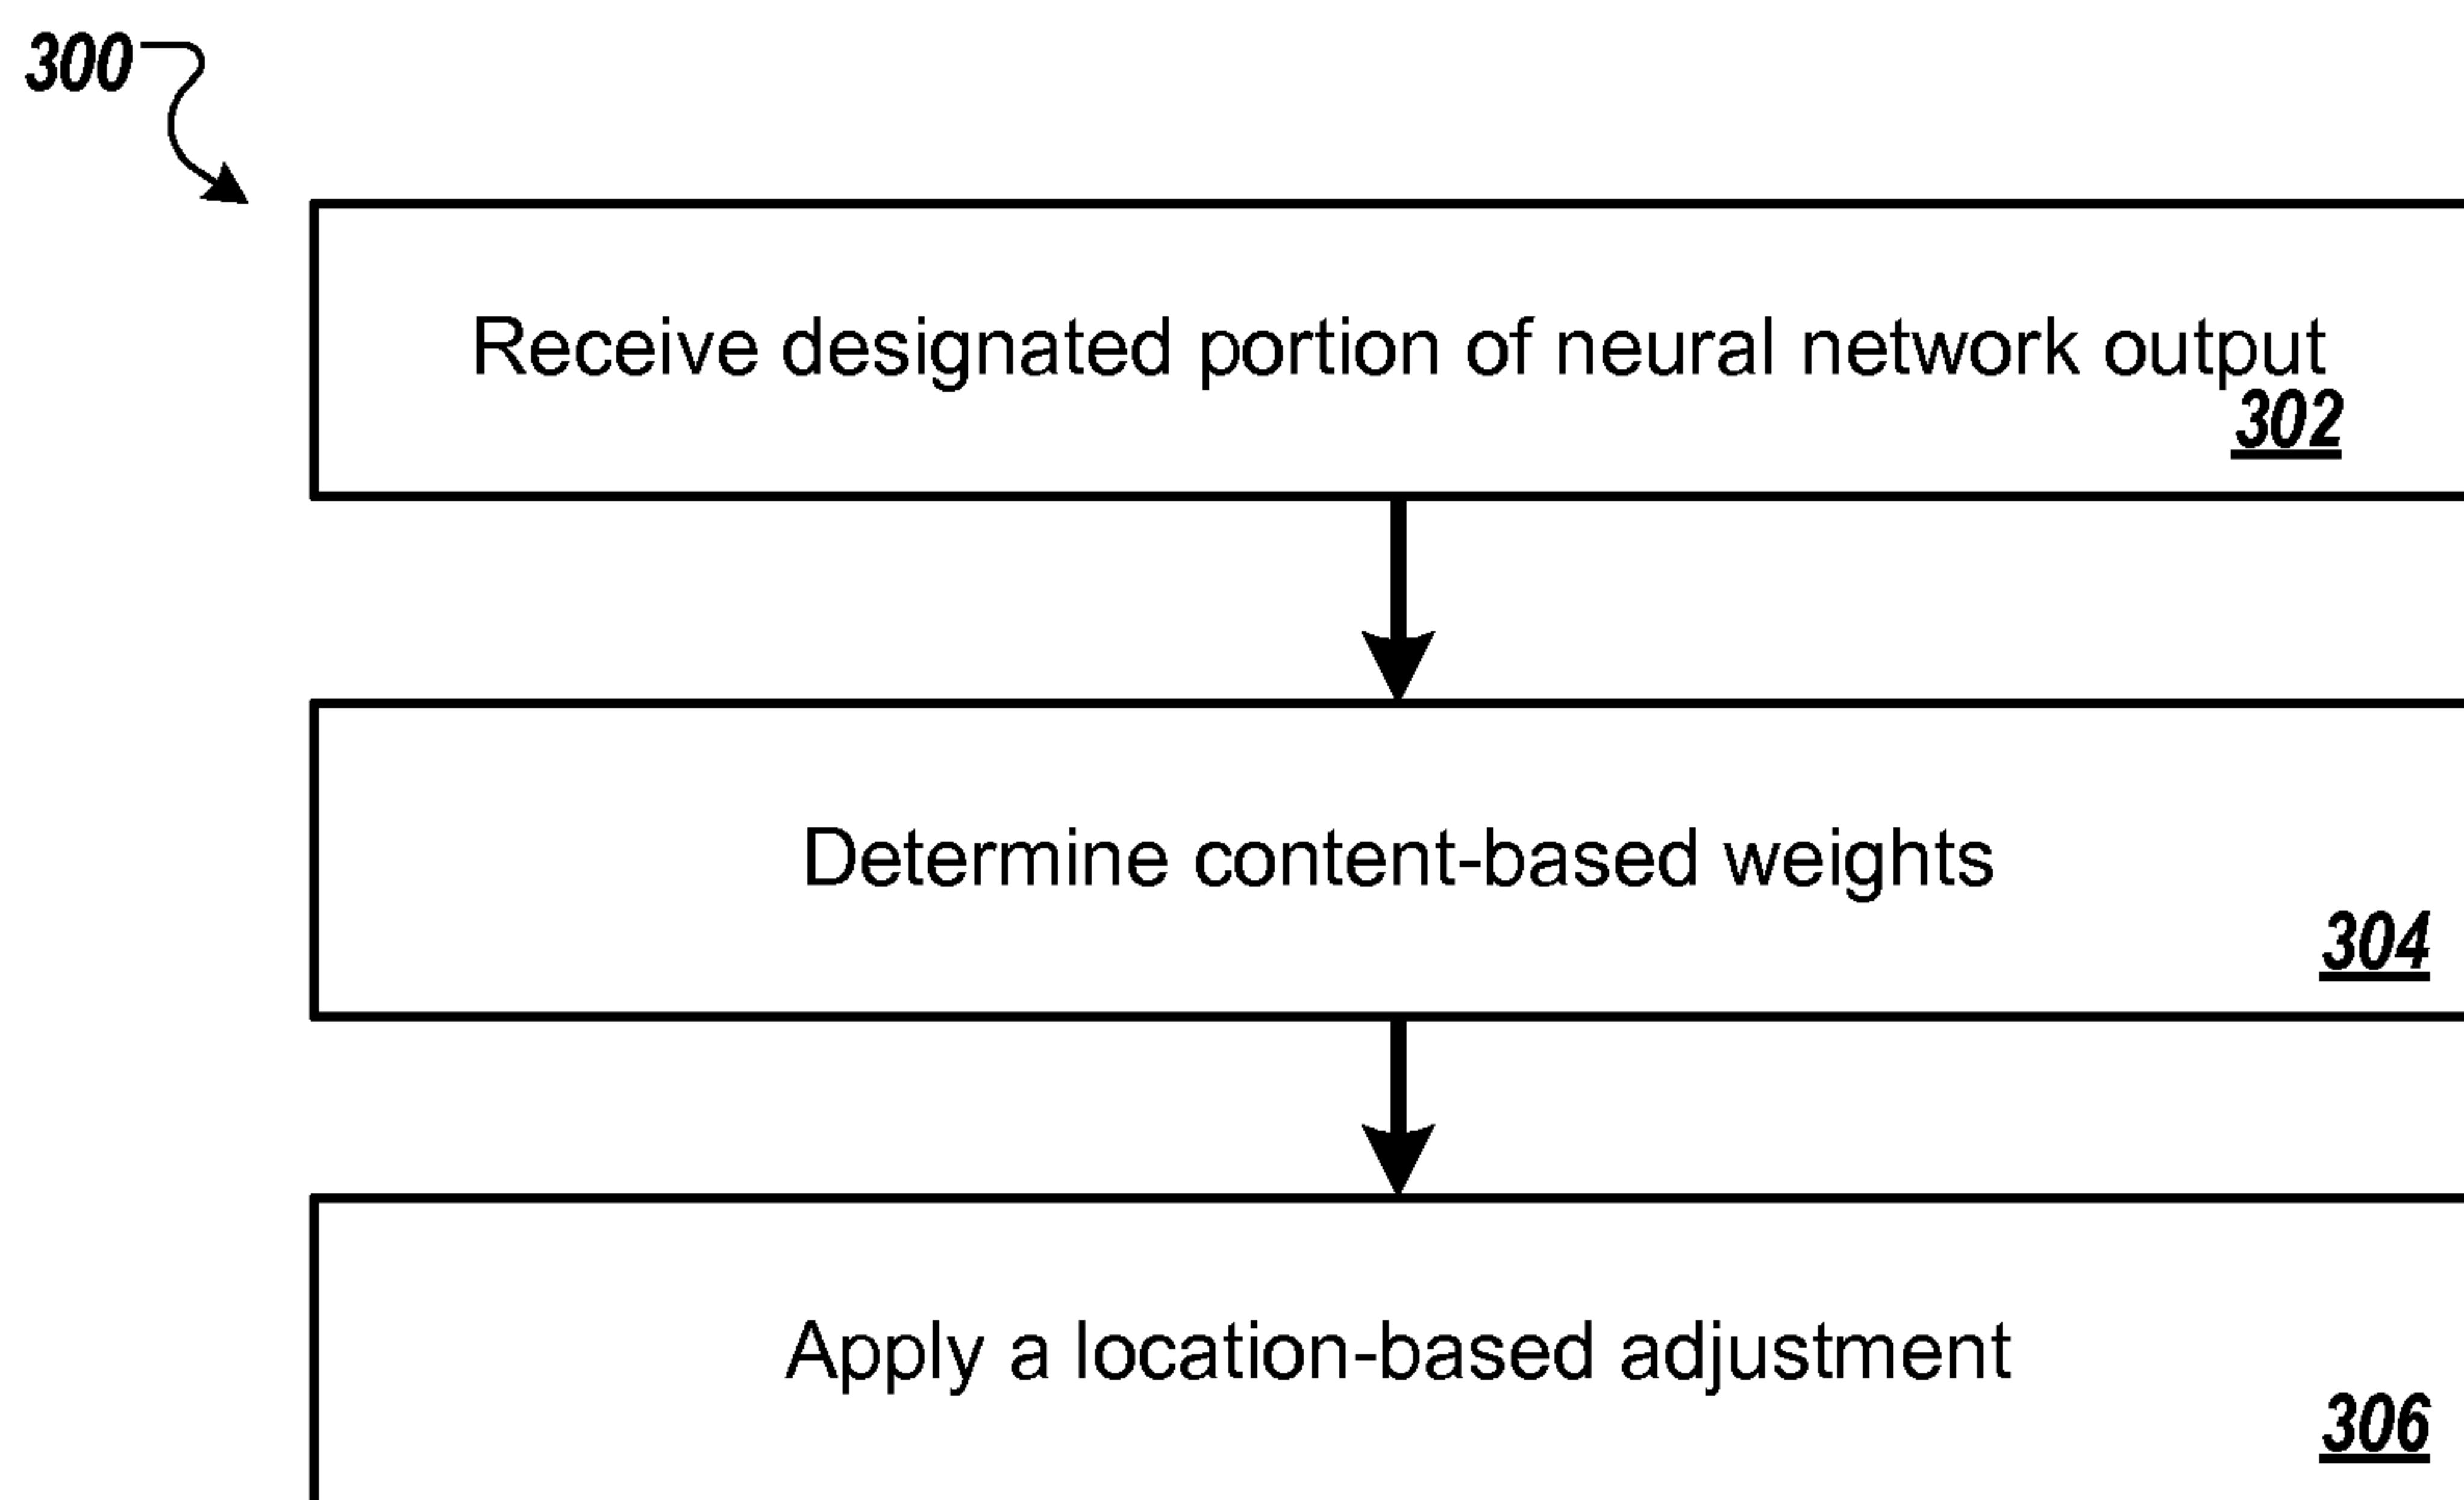 300
Receive designated portion of neural network output
302
Determine content-based weights
304
Apply a location-based adjustment
306